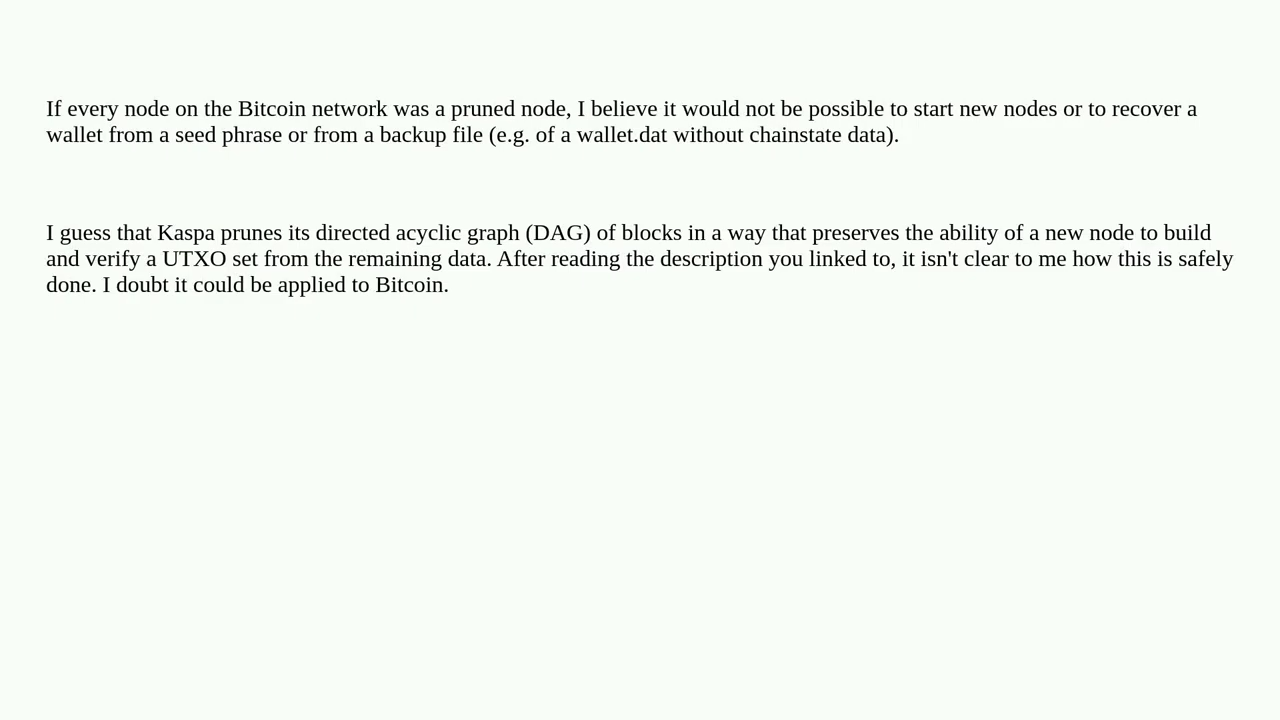 If every node on the Bitcoin network was a pruned node, I believe it would not be possible to start new nodes or to recover a
wallet from a seed phrase or from a backup file (e.g. of a wallet.dat without chainstate data).
I guess that Kaspa prunes its directed acyclic graph (DAG) of blocks in a way that preserves the ability of a new node to build
and verify a UTXO set from the remaining data. After reading the description you linked to, it isn't clear to me how this is safely
done. I doubt it could be applied to Bitcoin.